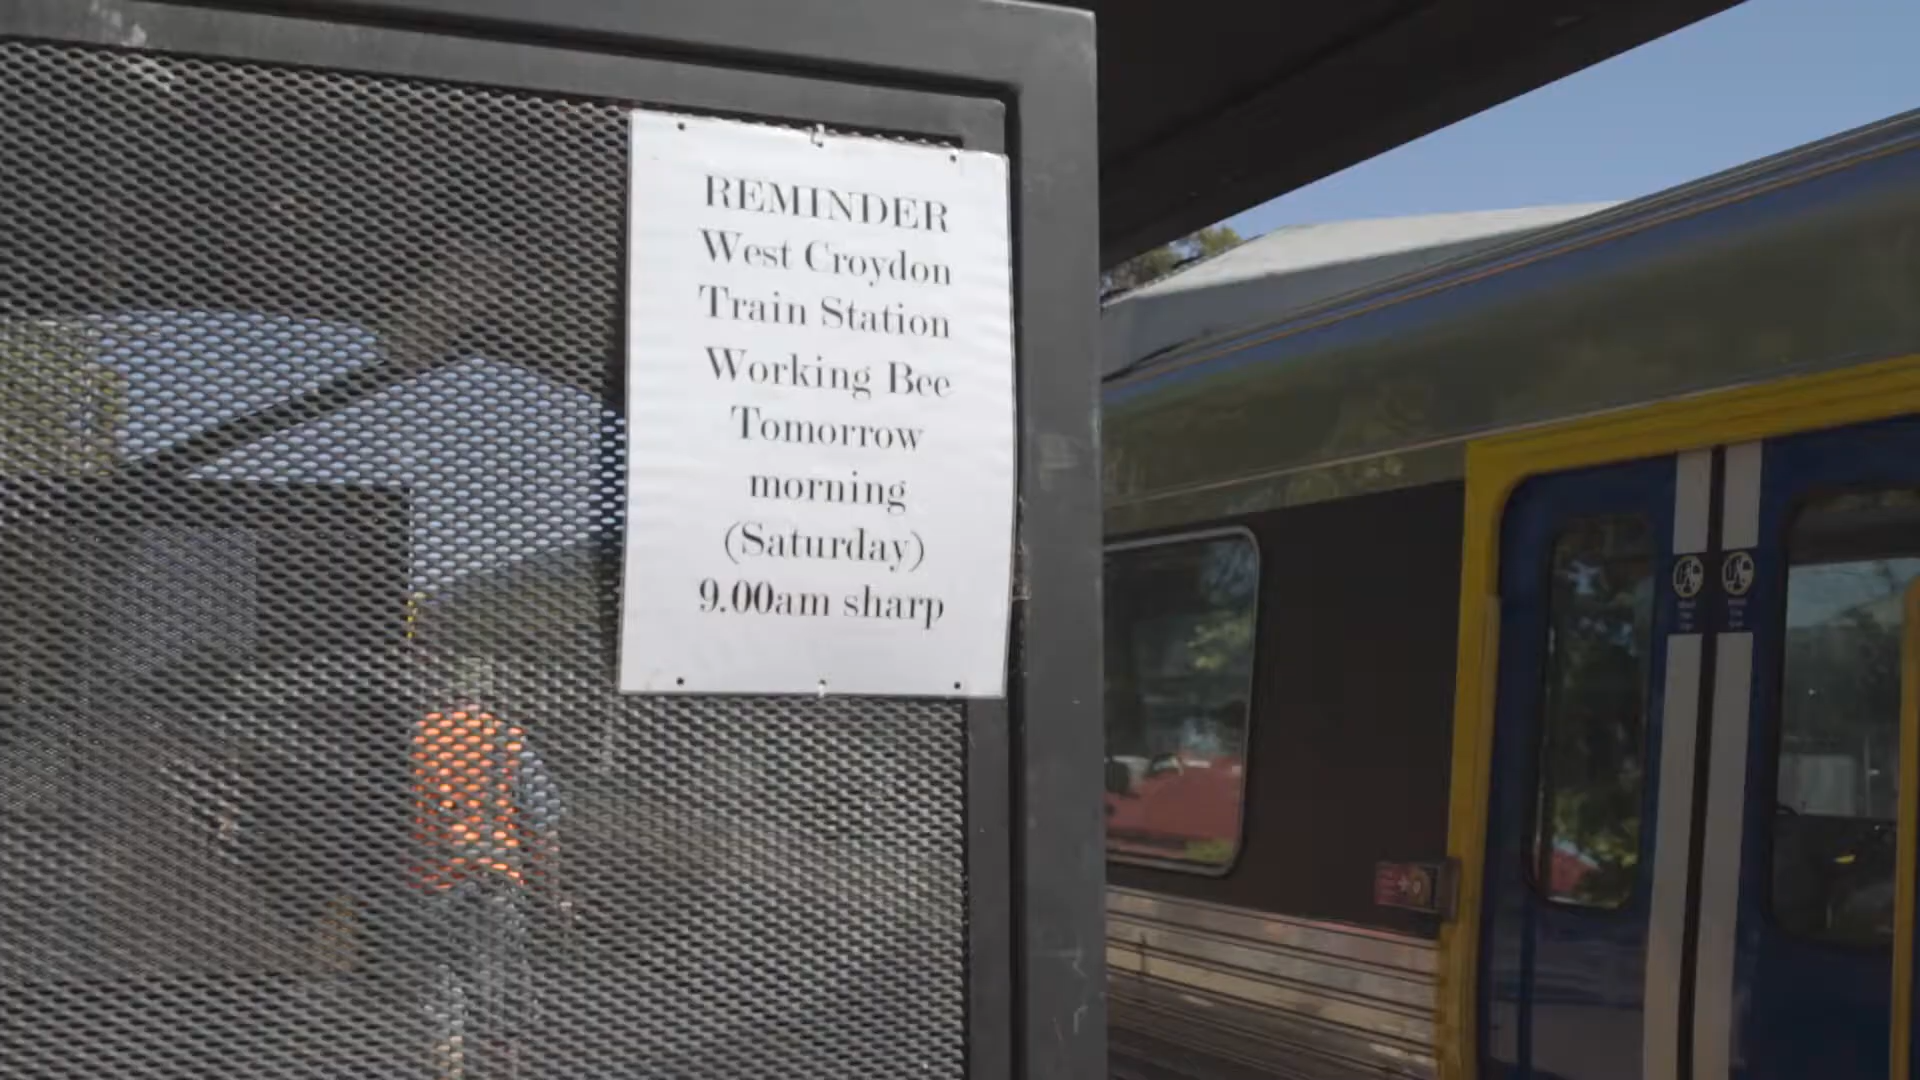 REMINDER
West Croydon
Train Station
Working Bee
Tomorrow
morning
(Saturday)
9.00am sharp